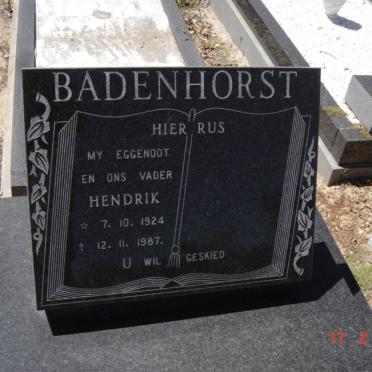 BADENHORST
HIER RUS
MY EGGENOOT
EN ONS VADER
HENDRIK
☆ 7. 10. 1924
† 12. 11. 1987.
U WIL GESKIED
17 2